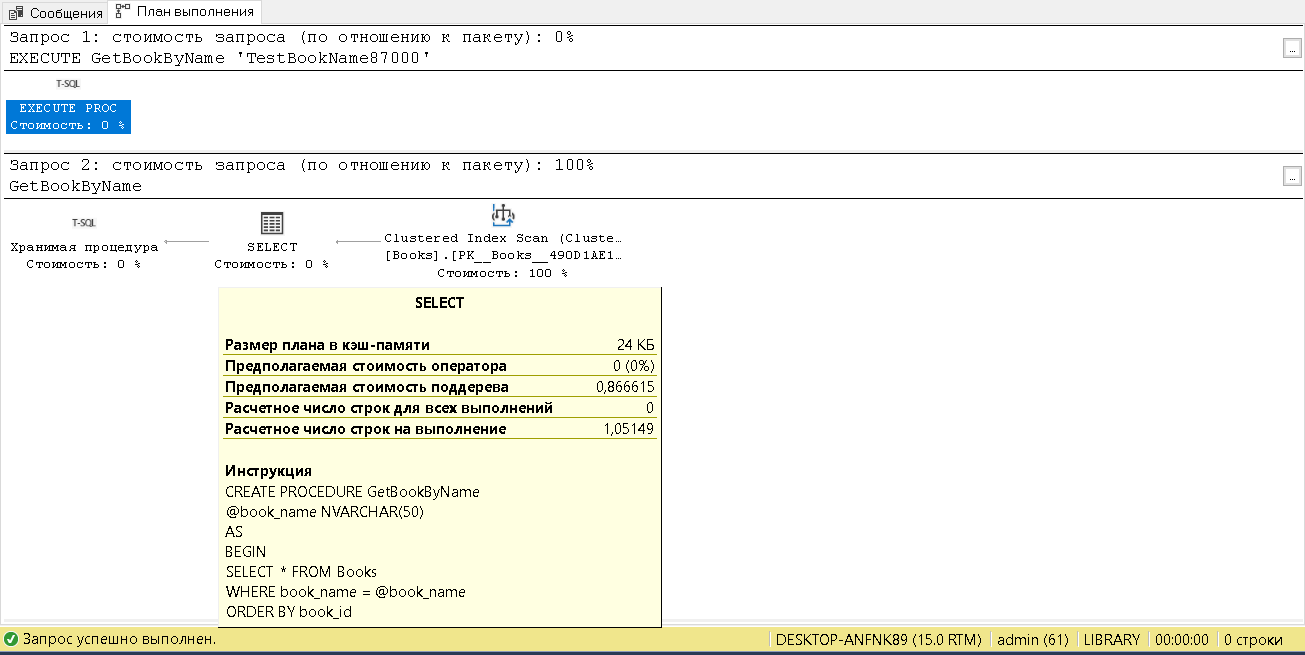 Сообщения План выполнения
Запрос 1: стоимость запроса (по отношению к пакету): 0%
EXECUTE GetBookByName 'TestBookName87000'
...
T-SQL
EXECUTE PROC
Стоимость: 0 %
Запрос 2: стоимость запроса (по отношению к пакету): 100%
GetBookByName
...
T-SQL
Хранимая процедура
Стоимость: 0 %
SELECT
Стоимость: 0 %
Clustered Index Scan (Cluste…
[Books].[PK__Books__490D1AE1…
Стоимость: 100 %
SELECT
Размер плана в кэш-памяти 24 КБ
Предполагаемая стоимость оператора 0 (0%)
Предполагаемая стоимость поддерева 0,866615
Расчетное число строк для всех выполнений 0
Расчетное число строк на выполнение 1,05149
Инструкция
CREATE PROCEDURE GetBookByName
@book_name NVARCHAR(50)
AS
BEGIN
SELECT * FROM Books
WHERE book_name = @book_name
ORDER BY book_id
Запрос успешно выполнен. DESKTOP-ANFNK89 (15.0 RTM) admin (61) LIBRARY 00:00:00 0 строки